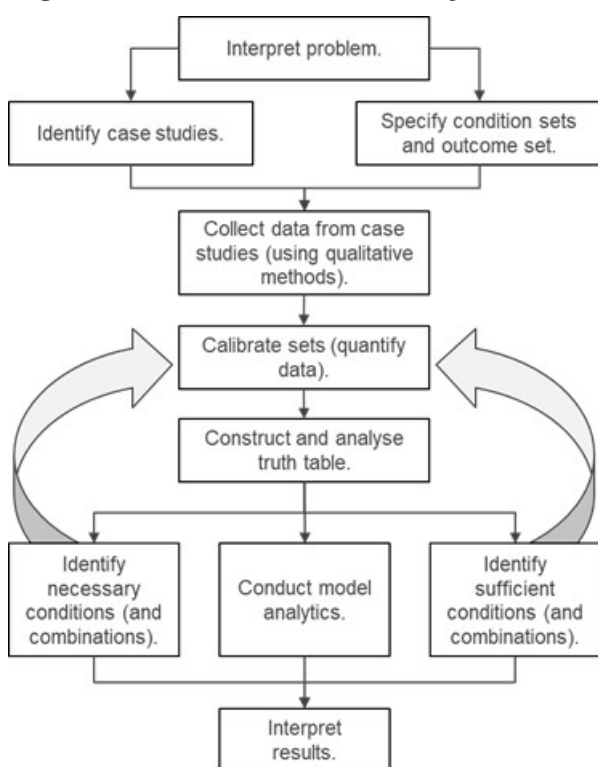 Interpret problem.
Identify case studies.
Specify condition sets
and outcome set.
Collect data from case
studies (using qualitative
methods).
Calibrate sets (quantify
data).
Construct and analyse
truth table.
Identify
necessary
conditions (and
combinations).
Conduct model
analytics.
Identify
sufficient
conditions (and
combinations).
Interpret
results.